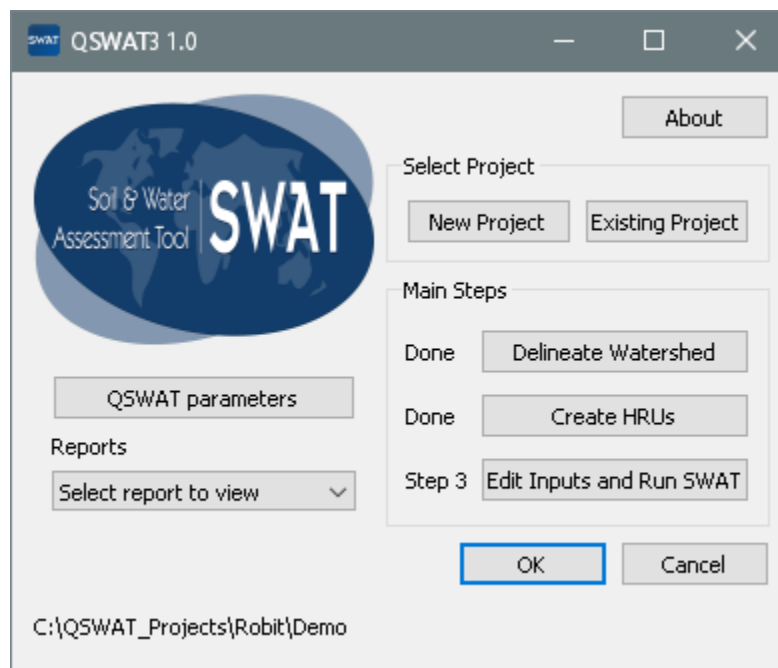 SWAT QSWAT3 1.0
About
Soil & Water
Assessment Tool
SWAT
Select Project
New Project Existing Project
Main Steps
Done Delineate Watershed
QSWAT parameters
Done Create HRUs
Reports
Select report to view
Step 3 Edit Inputs and Run SWAT
OK Cancel
C:\QSWAT_Projects\Robit\Demo